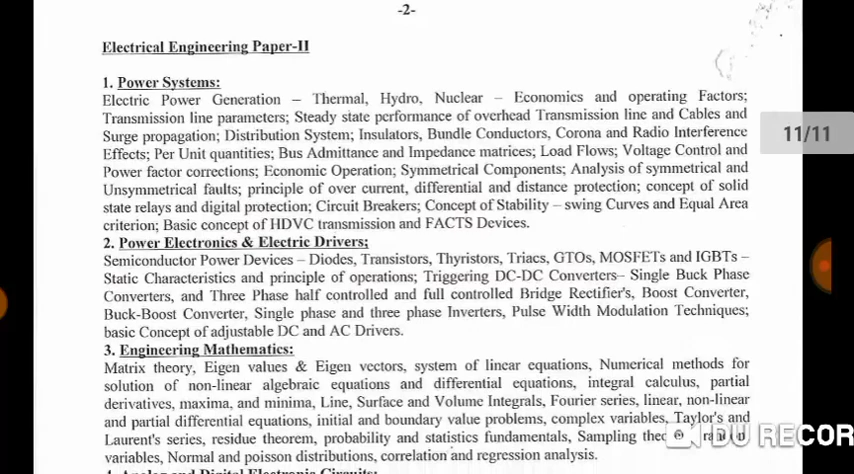 -2-
Electrical Engineering Paper-II
1. Power Systems:
Electric Power Generation – Thermal, Hydro, Nuclear – Economics and operating Factors;
Transmission line parameters; Steady state performance of overhead Transmission line and Cables and
Surge propagation; Distribution System; Insulators, Bundle Conductors, Corona and Radio Interference
Effects; Per Unit quantities; Bus Admittance and Impedance matrices; Load Flows; Voltage Control and
Power factor corrections; Economic Operation; Symmetrical Components; Analysis of symmetrical and
Unsymmetrical faults; principle of over current, differential and distance protection; concept of solid
state relays and digital protection; Circuit Breakers; Concept of Stability – swing Curves and Equal Area
criterion; Basic concept of HDVC transmission and FACTS Devices.
2. Power Electronics & Electric Drivers;
Semiconductor Power Devices – Diodes, Transistors, Thyristors, Triacs, GTOs, MOSFETs and IGBTs –
Static Characteristics and principle of operations; Triggering DC-DC Converters– Single Buck Phase
Converters, and Three Phase half controlled and full controlled Bridge Rectifier's, Boost Converter,
Buck-Boost Converter, Single phase and three phase Inverters, Pulse Width Modulation Techniques;
basic Concept of adjustable DC and AC Drivers.
3. Engineering Mathematics:
Matrix theory, Eigen values & Eigen vectors, system of linear equations, Numerical methods for
solution of non-linear algebraic equations and differential equations, integral calculus, partial
derivatives, maxima, and minima, Line, Surface and Volume Integrals, Fourier series, linear, non-linear
and partial differential equations, initial and boundary value problems, complex variables, Taylor's and
Laurent's series, residue theorem, probability and statistics fundamentals, Sampling
variables, Normal and poisson distributions, correlation and regression analysis.
4. Analog and Digital Electronic Circuits:
11/11
DU RECOR